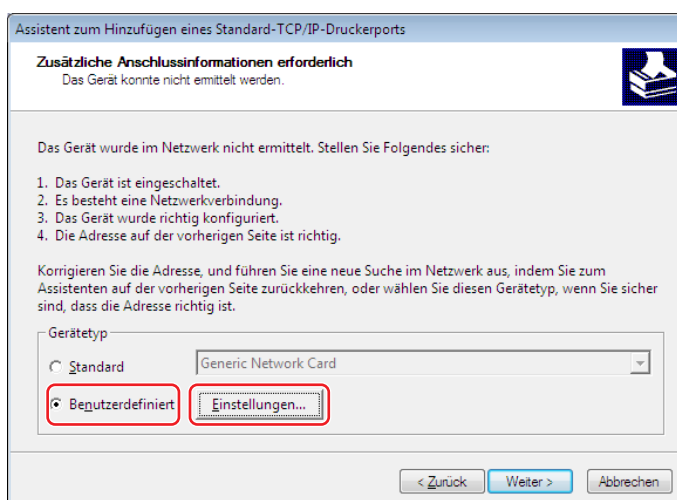 Assistent zum Hinzufügen eines Standard-TCP/IP-Druckerports
Zusätzliche Anschlussinformationen erforderlich
Das Gerät konnte nicht ermittelt werden.
Das Gerät wurde im Netzwerk nicht ermittelt. Stellen Sie Folgendes sicher:
1. Das Gerät ist eingeschaltet.
2. Es besteht eine Netzwerkverbindung.
3. Das Gerät wurde richtig konfiguriert.
4. Die Adresse auf der vorherigen Seite ist richtig.
Korrigieren Sie die Adresse, und führen Sie eine neue Suche im Netzwerk aus, indem Sie zum
Assistenten auf der vorherigen Seite zurückkehren, oder wählen Sie diesen Gerätetyp, wenn Sie sicher
sind, dass die Adresse richtig ist.
Gerätetyp
Standard Generic Network Card
Benutzerdefiniert Einstellungen...
< Zurück Weiter > Abbrechen